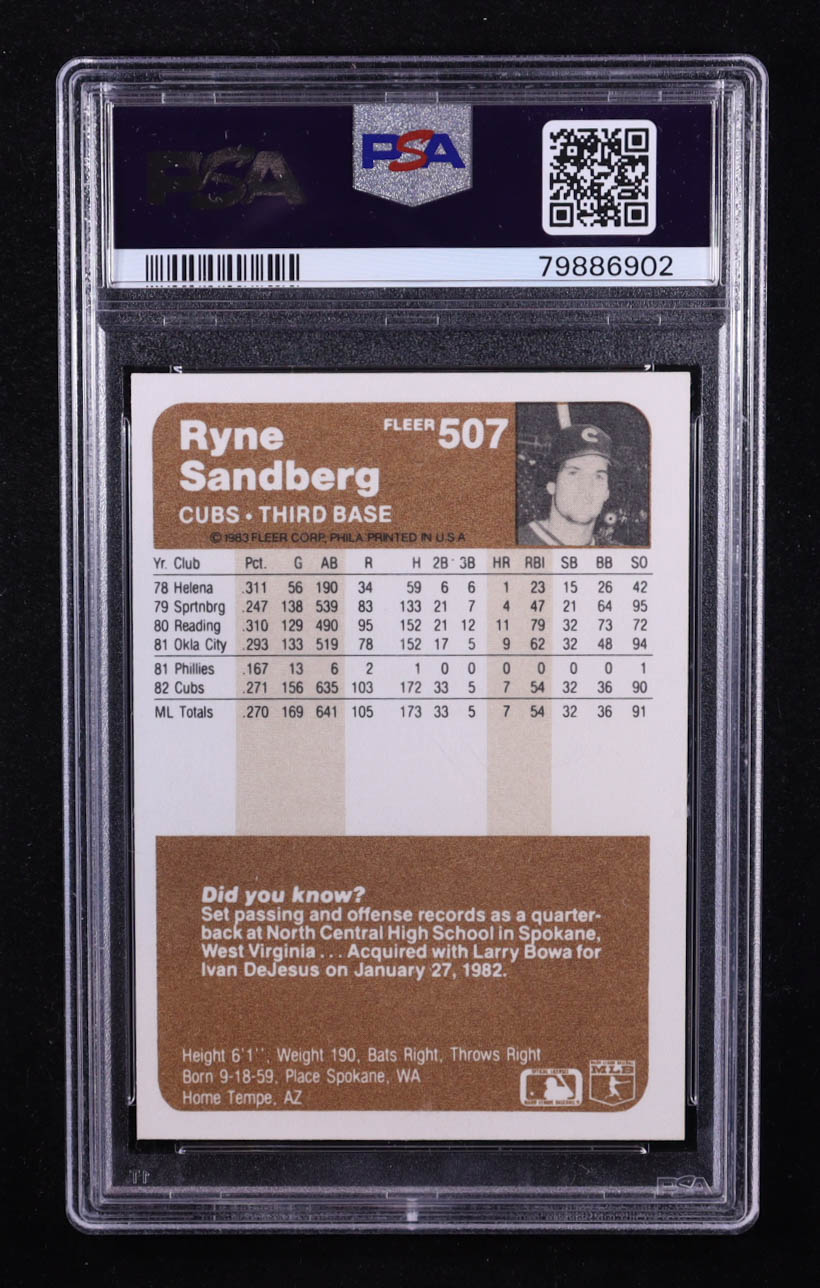 PSA PSA
79886902
Ryne FLEER 507
Sandberg
CUBS • THIRD BASE
© 1983 FLEER CORP., PHILA. PRINTED IN U.S.A.
Yr. Club Pct. G AB R H 2B 3B HR RBI SB BB SO
78 Helena .311 56 190 34 59 6 6 1 23 15 26 42
79 Sprtnbrg .247 138 539 83 133 21 7 4 47 21 64 95
80 Reading .310 129 490 95 152 21 12 11 79 32 73 72
81 Okla City .293 133 519 78 152 17 5 9 62 32 48 94
81 Phillies .167 13 6 2 1 0 0 0 0 0 0 1
82 Cubs .271 156 635 103 172 33 5 7 54 32 36 90
ML Totals .270 169 641 105 173 33 5 7 54 32 36 91
Did you know?
Set passing and offense records as a quarter-
back at North Central High School in Spokane,
West Virginia . . . Acquired with Larry Bowa for
Ivan DeJesus on January 27, 1982.
Height 6'1'', Weight 190, Bats Right, Throws Right
Born 9-18-59, Place Spokane, WA
Home Tempe, AZ
MLB
PSA